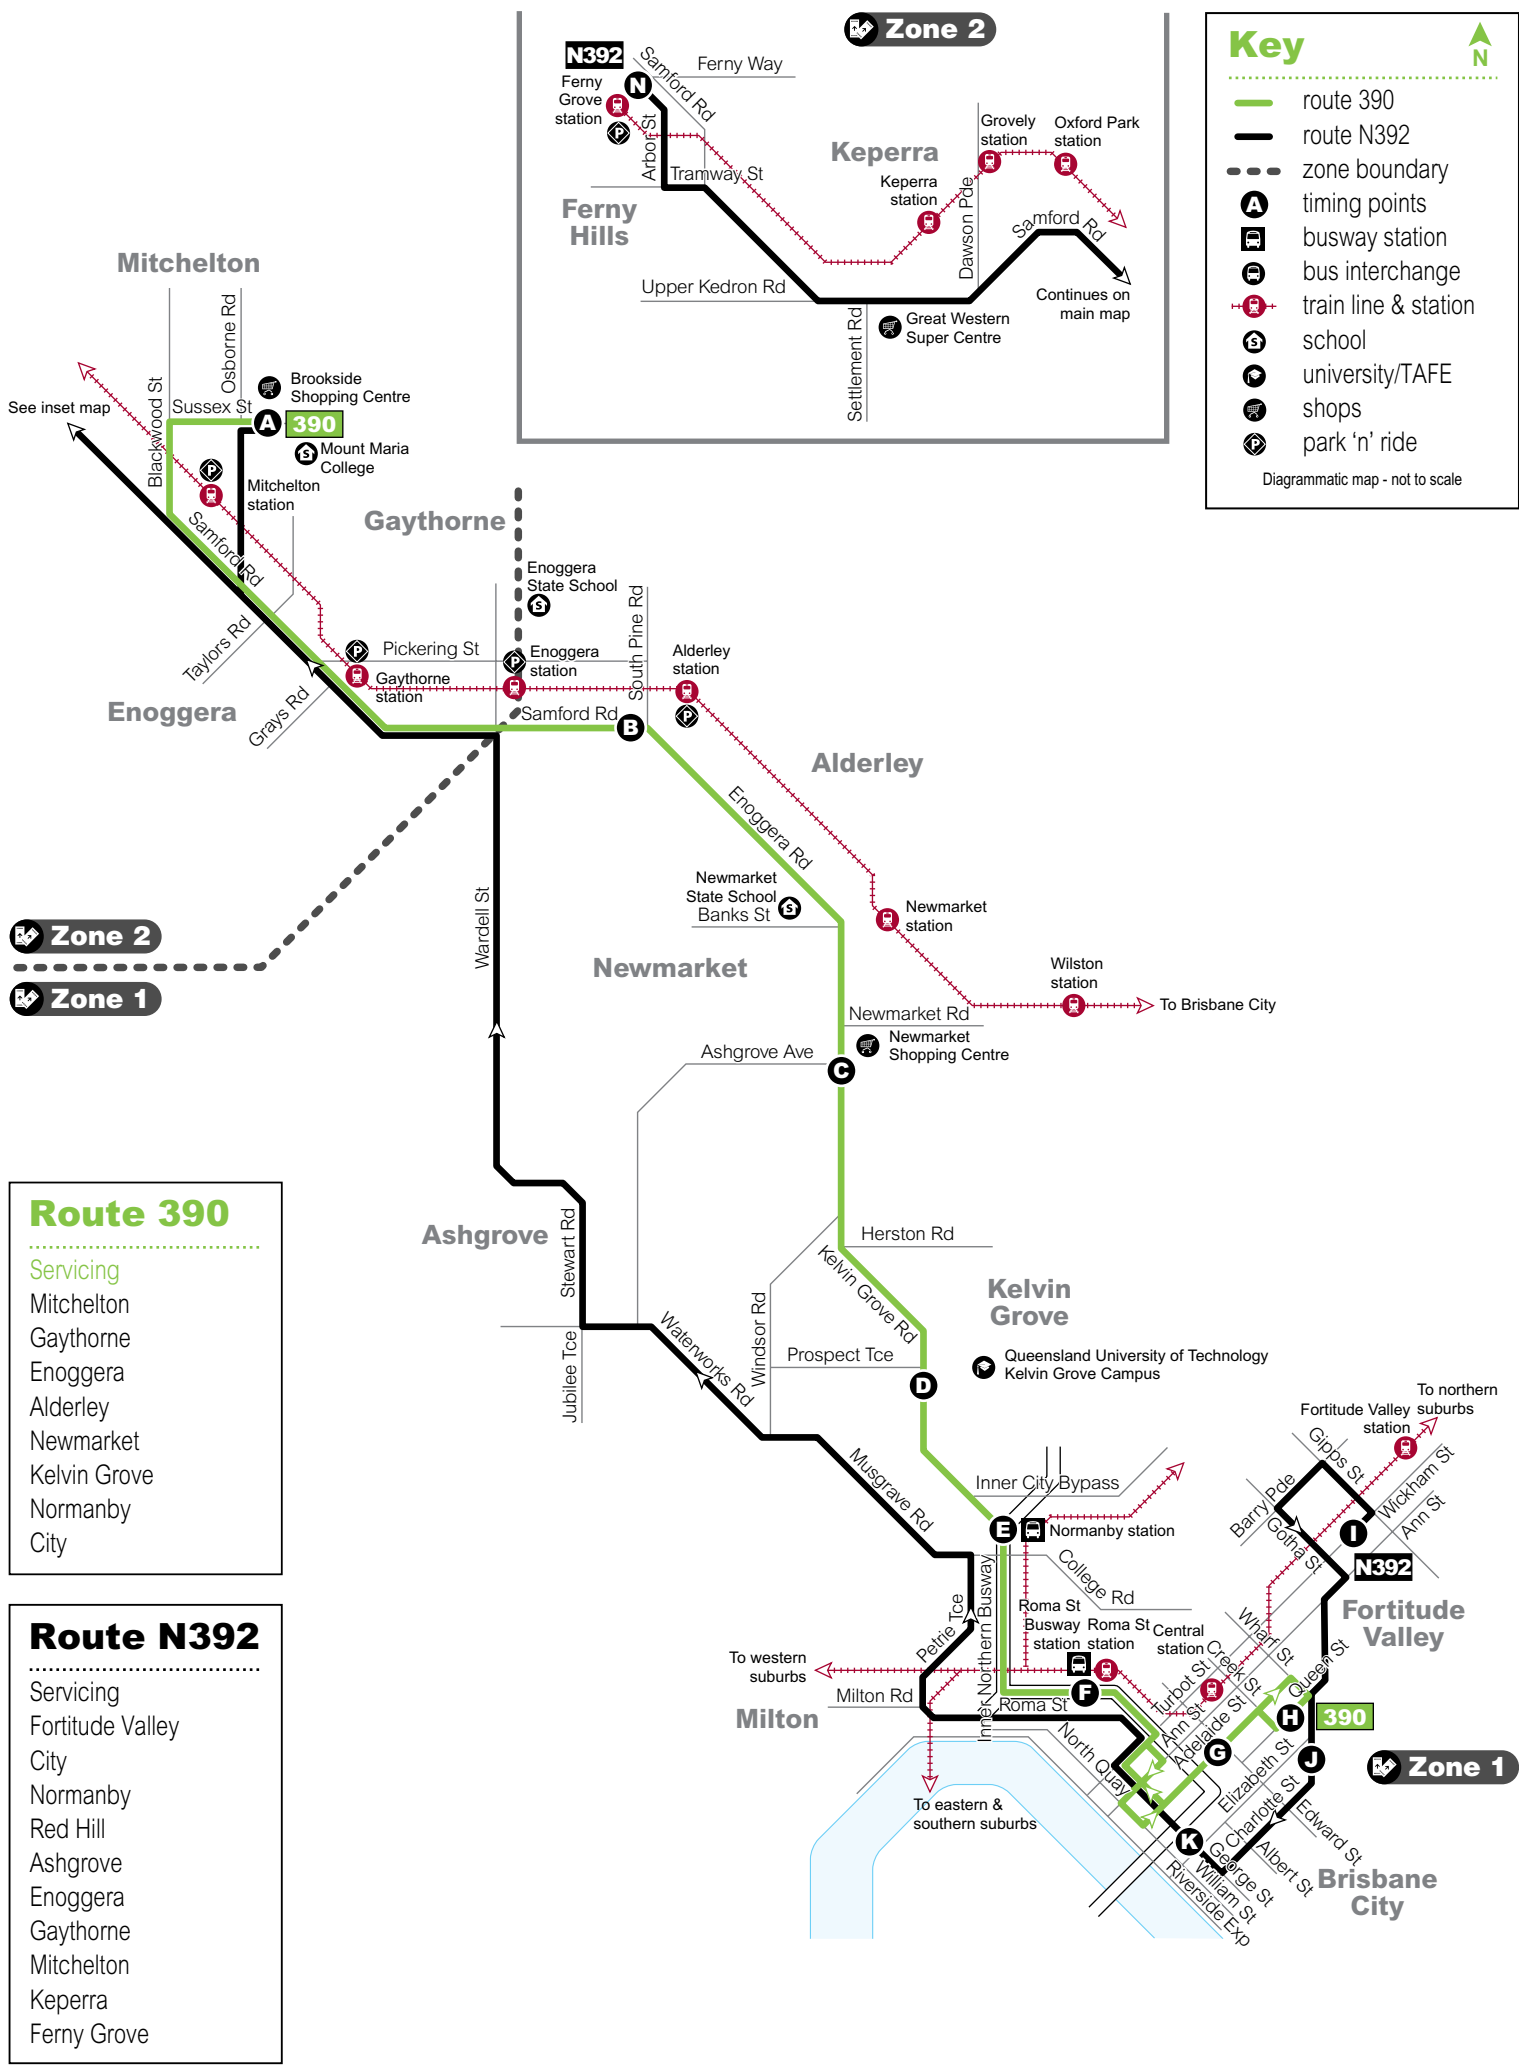 Zone 2
N392
Ferny Way
Samford Rd
Ferny
Grove
station
N
P
Arbor St
Tramway St
Keperra
Grovely
station
Oxford Park
station
Keperra
station
Dawson Pde
Samford Rd
Ferny
Hills
Upper Kedron Rd
Settlement Rd
Great Western
Super Centre
Continues on
main map
Key
N
route 390
route N392
zone boundary
A
timing points
busway station
bus interchange
train line & station
S
school
university/TAFE
shops
P
park ‘n’ ride
Diagrammatic map - not to scale
Mitchelton
Osborne Rd
Blackwood St
See inset map
Sussex St
Brookside
Shopping Centre
A
390
S
Mount Maria
College
P
Mitchelton
station
Samford Rd
Gaythorne
Enoggera
State School
S
South Pine Rd
Taylors Rd
P
Pickering St
P
Enoggera
station
Alderley
station
P
Gaythorne
station
Grays Rd
Enoggera
Samford Rd
B
Alderley
Enoggera Rd
Newmarket
State School
S
Banks St
Wardell St
Newmarket
station
Zone 2
Zone 1
Newmarket
Wilston
station
To Brisbane City
Newmarket Rd
Newmarket
Shopping Centre
Ashgrove Ave
C
Ashgrove
Stewart Rd
Herston Rd
Kelvin Grove Rd
Kelvin
Grove
Windsor Rd
Waterworks Rd
Jubilee Tce
Prospect Tce
D
Queensland University of Technology
Kelvin Grove Campus
Musgrave Rd
Inner City Bypass
E
Normanby station
Inner Northern Busway
College Rd
Petrie Tce
To northern
suburbs
Fortitude Valley
station
Gipps St
Wickham St
Ann St
Barry Pde
Gotha St
I
N392
Fortitude
Valley
Roma St
Busway
station
Roma St
station
Central
station
Wharf St
Creek St
Turbot St
Queen St
To western
suburbs
Milton Rd
Milton
F
Roma St
Ann St
Adelaide St
North Quay
H
390
G
J
Elizabeth St
Charlotte St
Edward St
Albert St
K
George St
William St
Riverside Exp
Zone 1
Brisbane
City
To eastern &
southern suburbs
Route 390
Servicing
Mitchelton
Gaythorne
Enoggera
Alderley
Newmarket
Kelvin Grove
Normanby
City
Route N392
Servicing
Fortitude Valley
City
Normanby
Red Hill
Ashgrove
Enoggera
Gaythorne
Mitchelton
Keperra
Ferny Grove